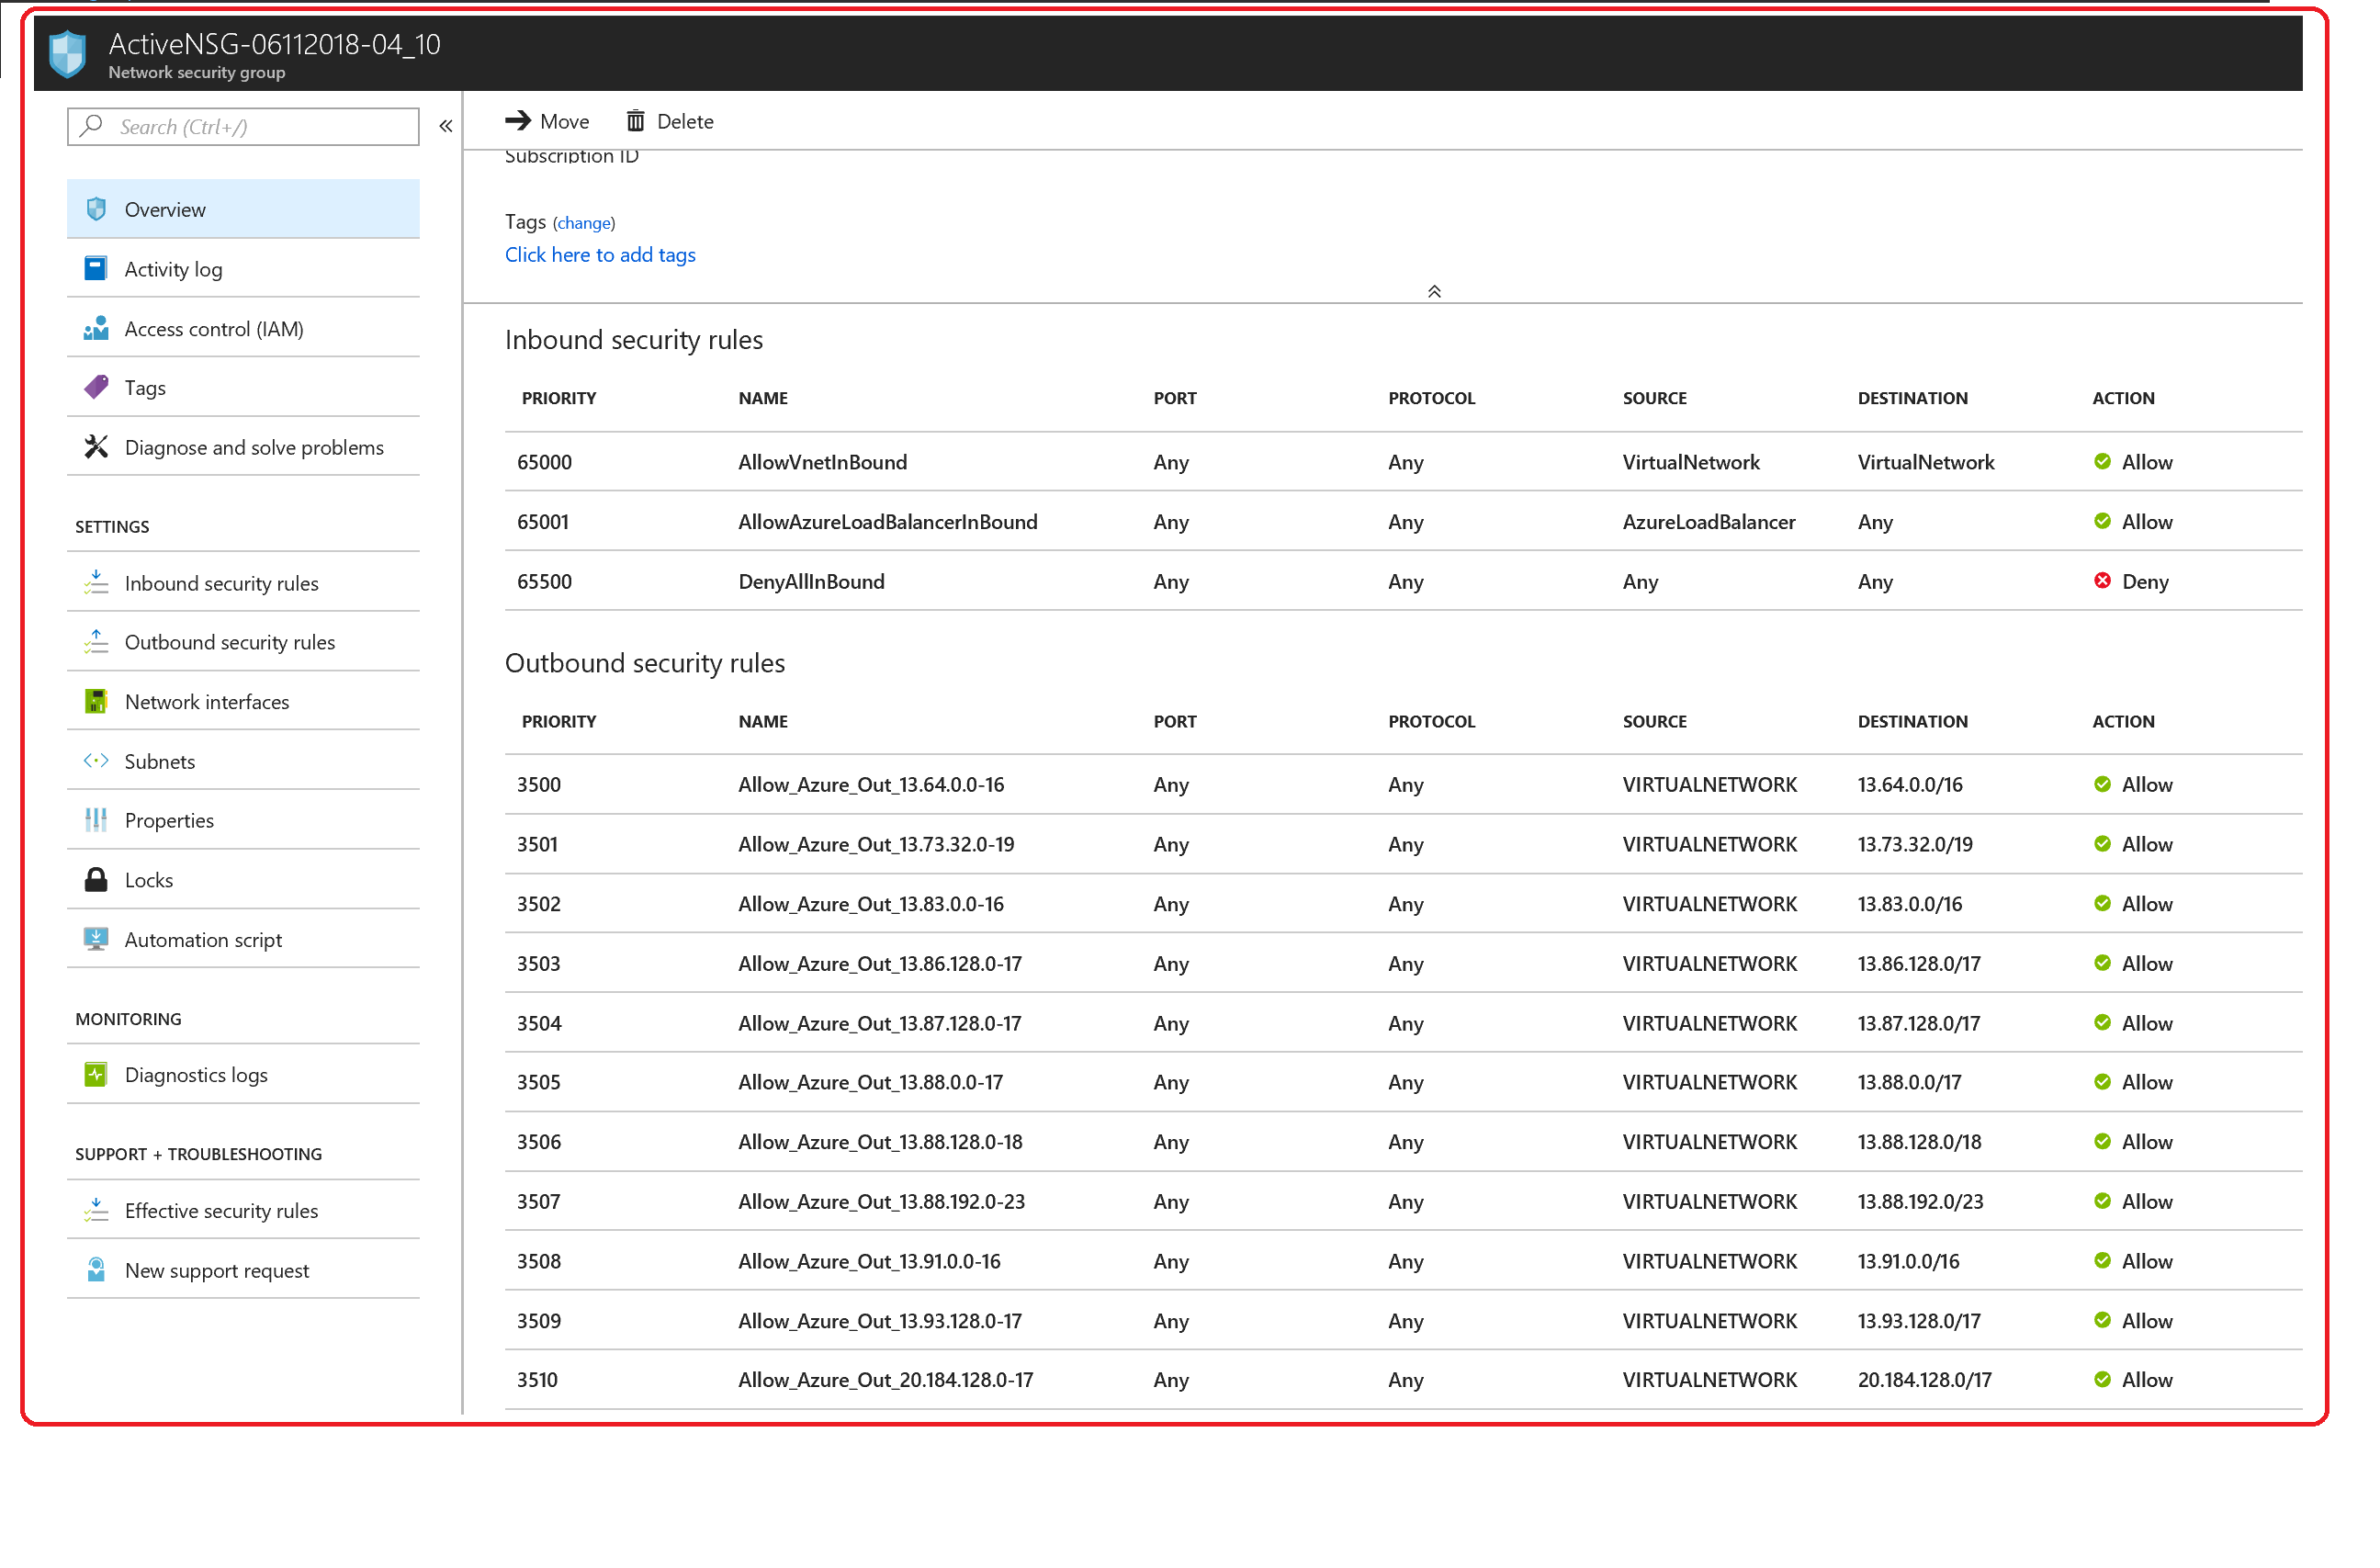 ActiveNSG-06112018-04_10
Network security group
Search (Ctrl+/)
Overview
Activity log
Access control (IAM)
Tags
Diagnose and solve problems
SETTINGS
Inbound security rules
Outbound security rules
Network interfaces
Subnets
Properties
Locks
Automation script
MONITORING
Diagnostics logs
SUPPORT + TROUBLESHOOTING
Effective security rules
New support request
Move Delete
Subscription ID
Tags (change)
Click here to add tags
Inbound security rules
PRIORITY NAME PORT PROTOCOL SOURCE DESTINATION ACTION
65000 AllowVnetInBound Any Any VirtualNetwork VirtualNetwork Allow
65001 AllowAzureLoadBalancerInBound Any Any AzureLoadBalancer Any Allow
65500 DenyAllInBound Any Any Any Any Deny
Outbound security rules
PRIORITY NAME PORT PROTOCOL SOURCE DESTINATION ACTION
3500 Allow_Azure_Out_13.64.0.0-16 Any Any VIRTUALNETWORK 13.64.0.0/16 Allow
3501 Allow_Azure_Out_13.73.32.0-19 Any Any VIRTUALNETWORK 13.73.32.0/19 Allow
3502 Allow_Azure_Out_13.83.0.0-16 Any Any VIRTUALNETWORK 13.83.0.0/16 Allow
3503 Allow_Azure_Out_13.86.128.0-17 Any Any VIRTUALNETWORK 13.86.128.0/17 Allow
3504 Allow_Azure_Out_13.87.128.0-17 Any Any VIRTUALNETWORK 13.87.128.0/17 Allow
3505 Allow_Azure_Out_13.88.0.0-17 Any Any VIRTUALNETWORK 13.88.0.0/17 Allow
3506 Allow_Azure_Out_13.88.128.0-18 Any Any VIRTUALNETWORK 13.88.128.0/18 Allow
3507 Allow_Azure_Out_13.88.192.0-23 Any Any VIRTUALNETWORK 13.88.192.0/23 Allow
3508 Allow_Azure_Out_13.91.0.0-16 Any Any VIRTUALNETWORK 13.91.0.0/16 Allow
3509 Allow_Azure_Out_13.93.128.0-17 Any Any VIRTUALNETWORK 13.93.128.0/17 Allow
3510 Allow_Azure_Out_20.184.128.0-17 Any Any VIRTUALNETWORK 20.184.128.0/17 Allow